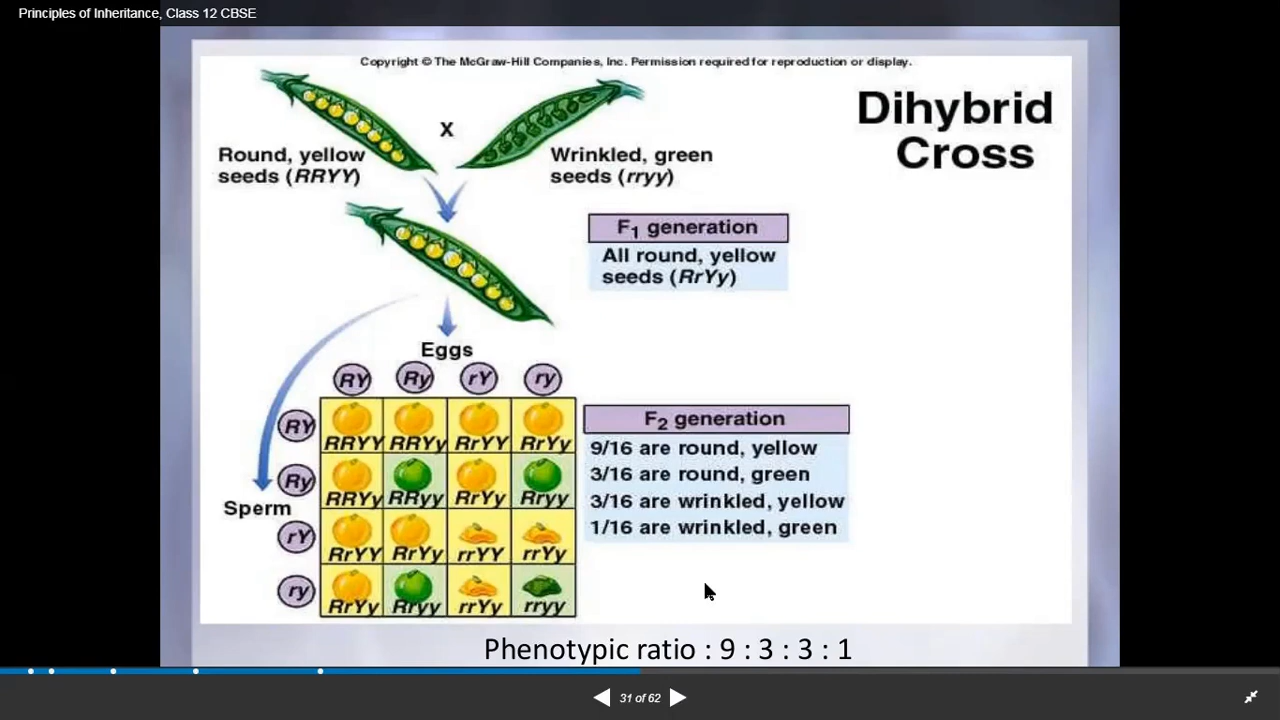 Principles of Inheritance, Class 12 CBSE
Copyright © The McGraw-Hill Companies, Inc. Permission required for reproduction or display.
Dihybrid
Cross
X
Round, yellow
seeds (RRYY)
Wrinkled, green
seeds (rryy)
F1 generation
All round, yellow
seeds (RrYy)
Eggs
RY Ry rY ry
RY
RRYY RRYy RrYY RrYy
Ry
RRYy RRyy RrYy Rryy
Sperm
rY
RrYY RrYy rrYY rrYy
ry
RrYy Rryy rrYy rryy
F2 generation
9/16 are round, yellow
3/16 are round, green
3/16 are wrinkled, yellow
1/16 are wrinkled, green
Phenotypic ratio : 9 : 3 : 3 : 1
31 of 62